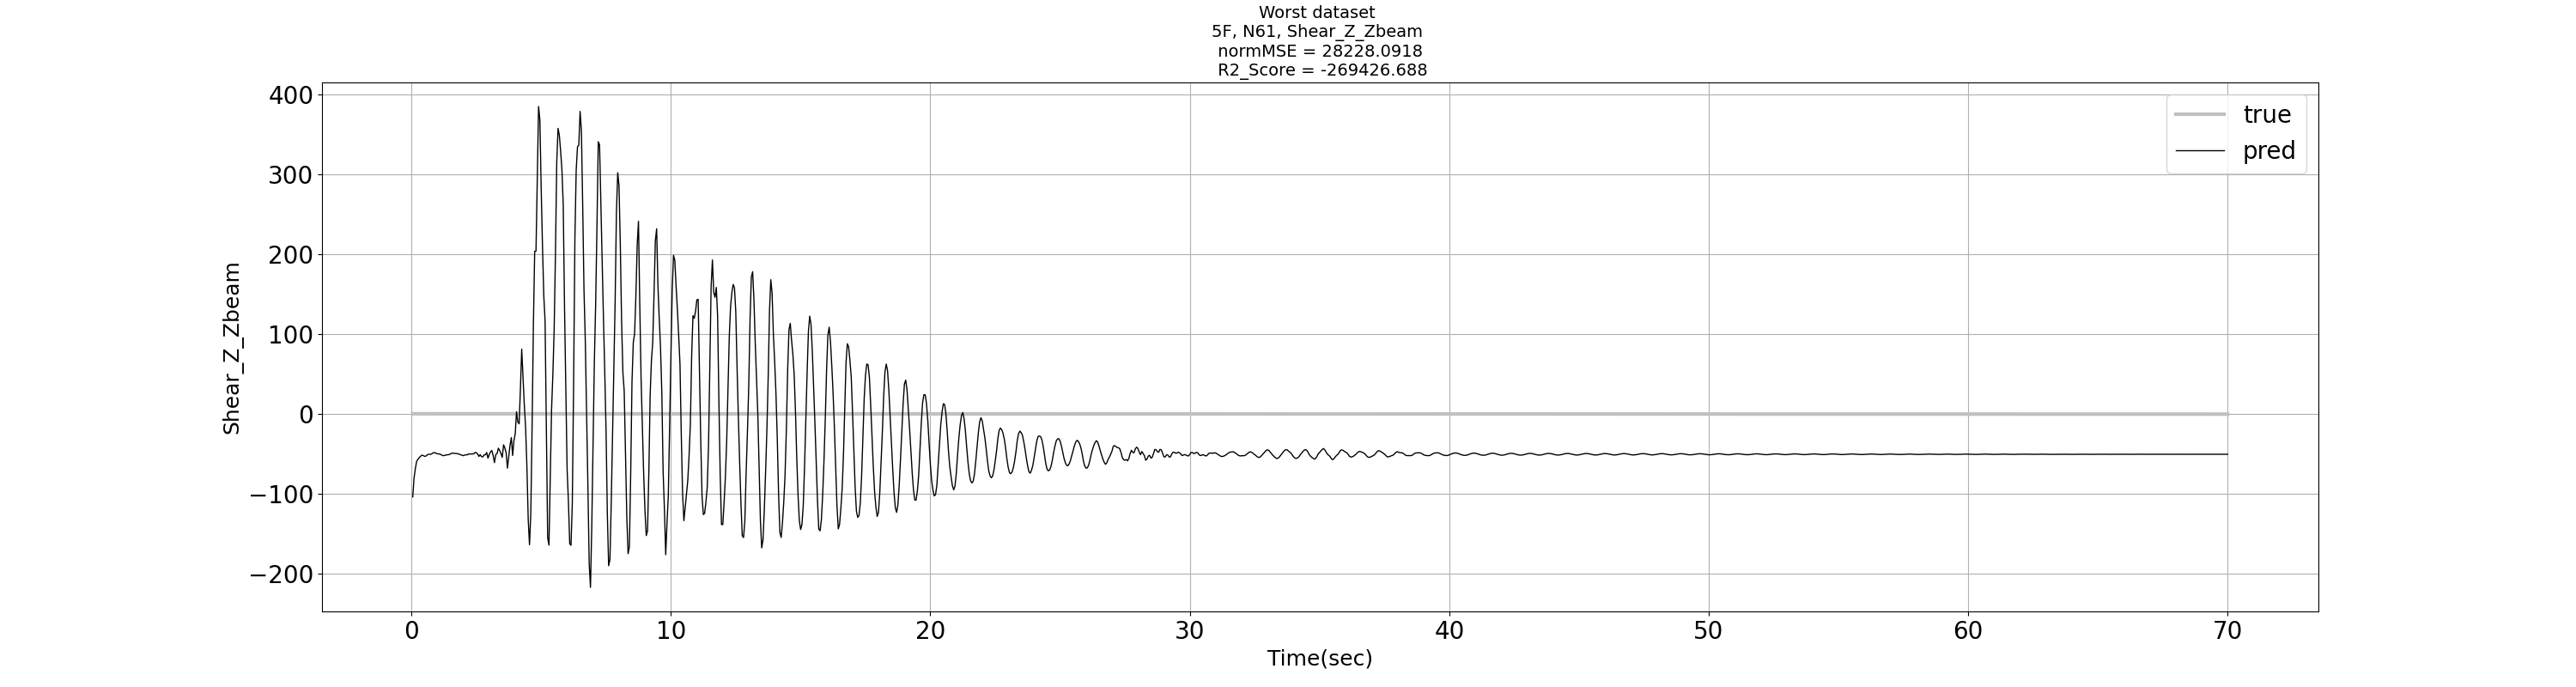 Worst dataset
5F, N61, Shear_Z_Zbeam
normMSE = 28228.0918
R2_Score = -269426.688
400
300
200
100
0
−100
−200
Shear_Z_Zbeam
true
pred
0 10 20 30 40 50 60 70
Time(sec)